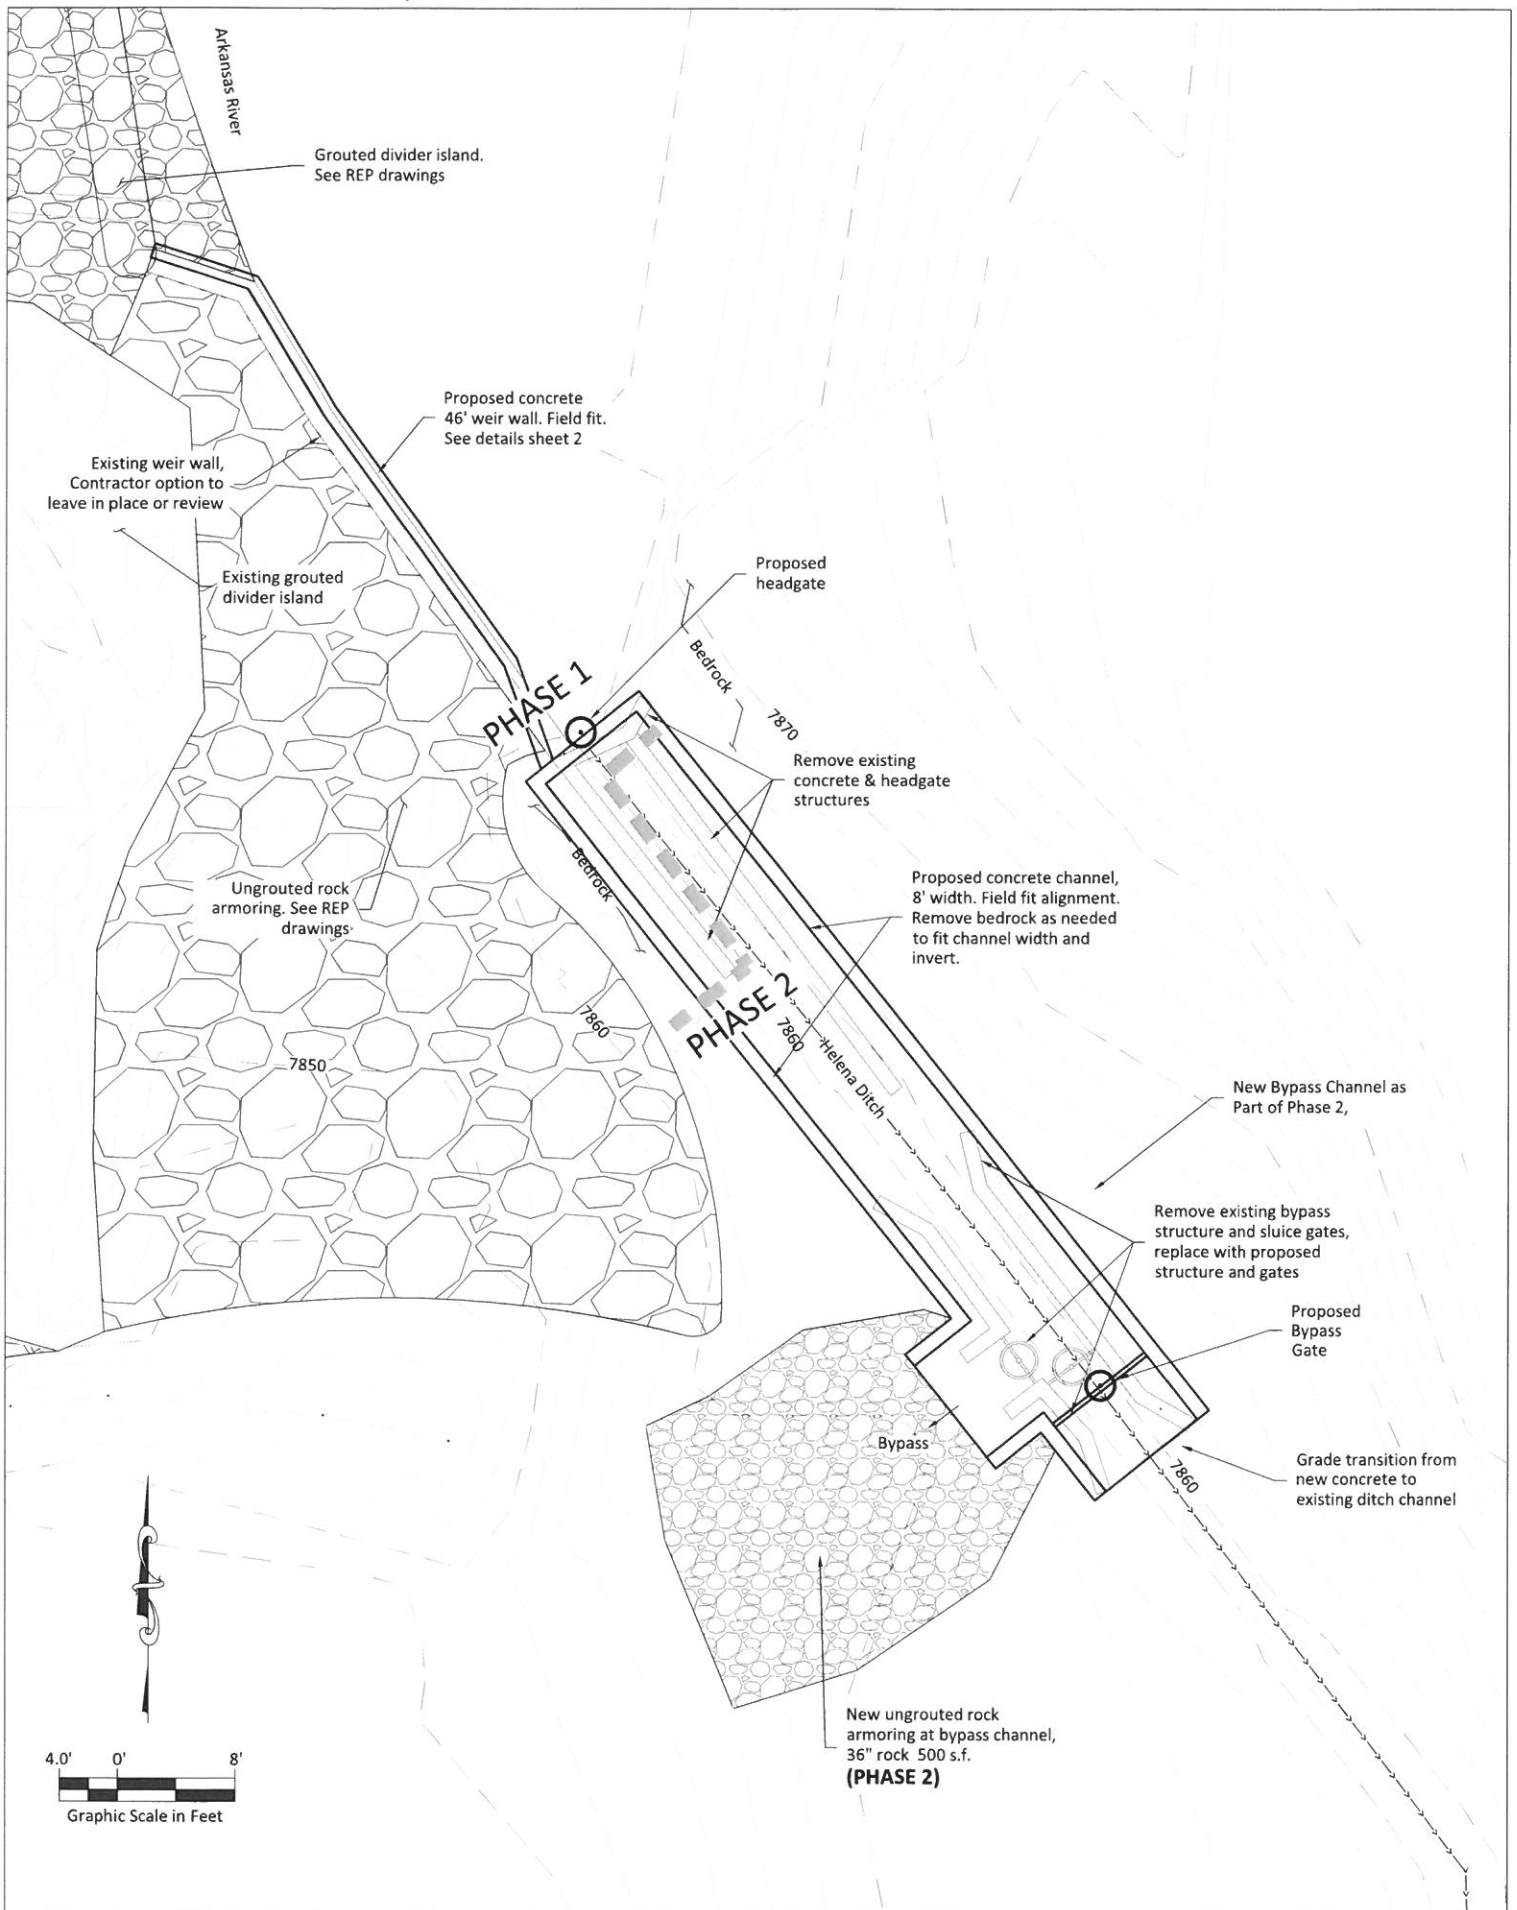 Arkansas River
Grouted divider island.
See REP drawings
Proposed concrete
46' weir wall. Field fit.
See details sheet 2
Existing weir wall,
Contractor option to
leave in place or review
Existing grouted
divider island
Proposed
headgate
PHASE 1
Bedrock
7870
Remove existing
concrete & headgate
structures
Bedrock
Ungrouted rock
armoring. See REP
drawings
Proposed concrete channel,
8' width. Field fit alignment.
Remove bedrock as needed
to fit channel width and
invert.
PHASE 2
7860
7860
Helena Ditch
7850
New Bypass Channel as
Part of Phase 2,
Remove existing bypass
structure and sluice gates,
replace with proposed
structure and gates
Proposed
Bypass
Gate
Bypass
7860
Grade transition from
new concrete to
existing ditch channel
New ungrouted rock
armoring at bypass channel,
36" rock 500 s.f.
(PHASE 2)
4.0' 0' 8'
Graphic Scale in Feet